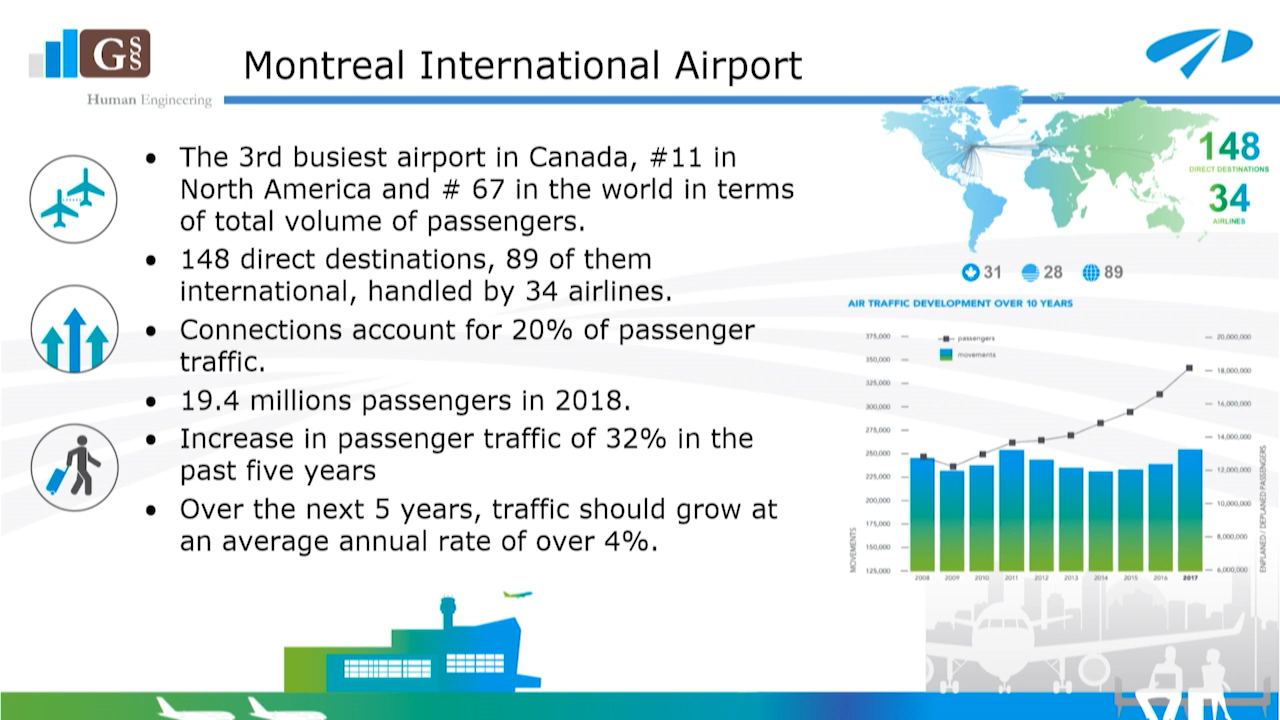 G§§
Human Engineering
Montreal International Airport
• The 3rd busiest airport in Canada, #11 in
North America and # 67 in the world in terms
of total volume of passengers.
• 148 direct destinations, 89 of them
international, handled by 34 airlines.
• Connections account for 20% of passenger
traffic.
• 19.4 millions passengers in 2018.
• Increase in passenger traffic of 32% in the
past five years
• Over the next 5 years, traffic should grow at
an average annual rate of over 4%.
148
DIRECT DESTINATIONS
34
AIRLINES
31 28 89
AIR TRAFFIC DEVELOPMENT OVER 10 YEARS
passengers
movements
375,000
350,000
325,000
300,000
275,000
250,000
225,000
200,000
175,000
150,000
125,000
MOVEMENTS
20,000,000
18,000,000
16,000,000
14,000,000
12,000,000
10,000,000
8,000,000
6,000,000
ENPLANED / DEPLANED PASSENGERS
2008 2009 2010 2011 2012 2013 2014 2015 2016 2017